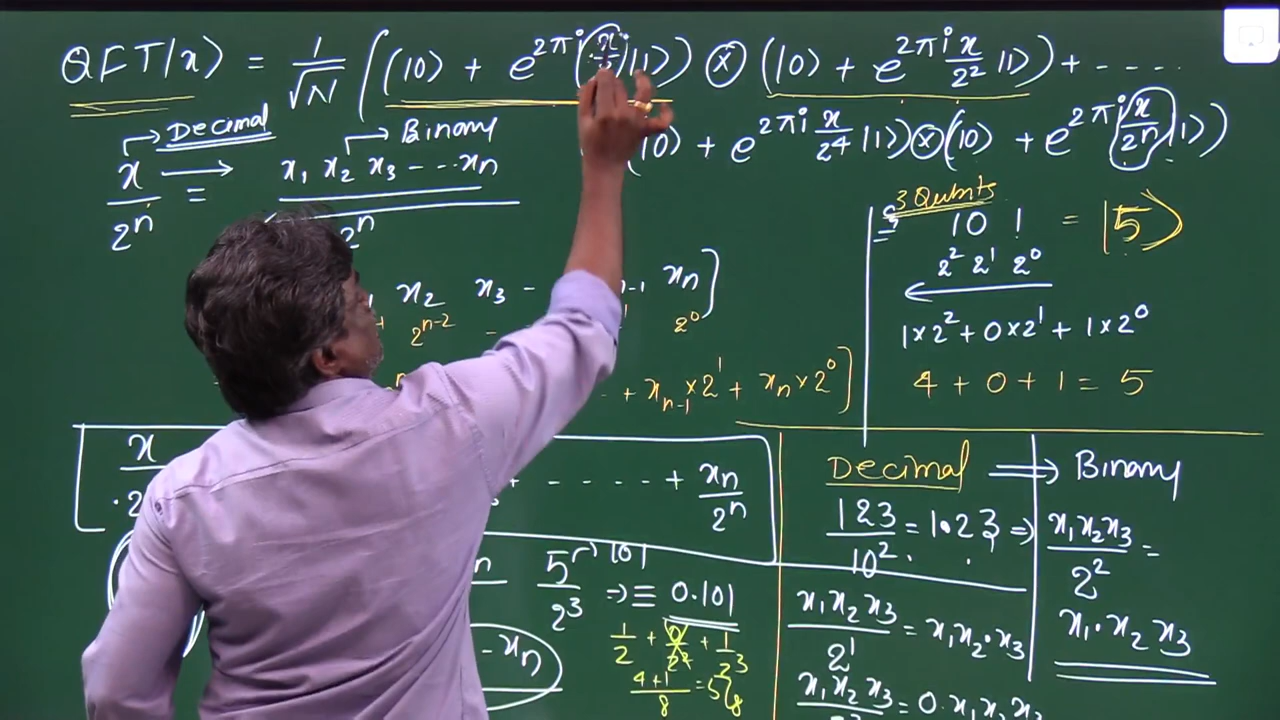 QFT|x⟩ = 1/√N [(|0⟩ + e^{2πi(x/2)}|1⟩) ⊗ (|0⟩ + e^{2πi x/2²}|1⟩) + - - - -
|0⟩ + e^{2πi x/2⁴}|1⟩) ⊗ (|0⟩ + e^{2πi x/2ⁿ}|1⟩)
→ Decimal
→ Binary
x/2ⁿ → = x₁ x₂ x₃ - - - xₙ / 2ⁿ
x₂ x₃ - n-1 xₙ]
2ⁿ⁻² - 2⁰
+ xₙ₋₁×2¹ + xₙ×2⁰]
3 Qubits
10 1 = |5⟩
2² 2¹ 2⁰
1×2² + 0×2¹ + 1×2⁰
4 + 0 + 1 = 5
x + - - - - + xₙ/2ⁿ
5/2³ → 101 ⇒ ≡ 0.101
1/2 + 0/2² + 1/2³
4+1/8 = 5/8
- xₙ
Decimal ⇒ Binary
123/10² = 1.23 ⇒ x₁x₂x₃/2² =
x₁.x₂x₃
x₁x₂x₃/2¹ = x₁x₂.x₃
x₁x₂x₃ = 0.x₁x₂x₃